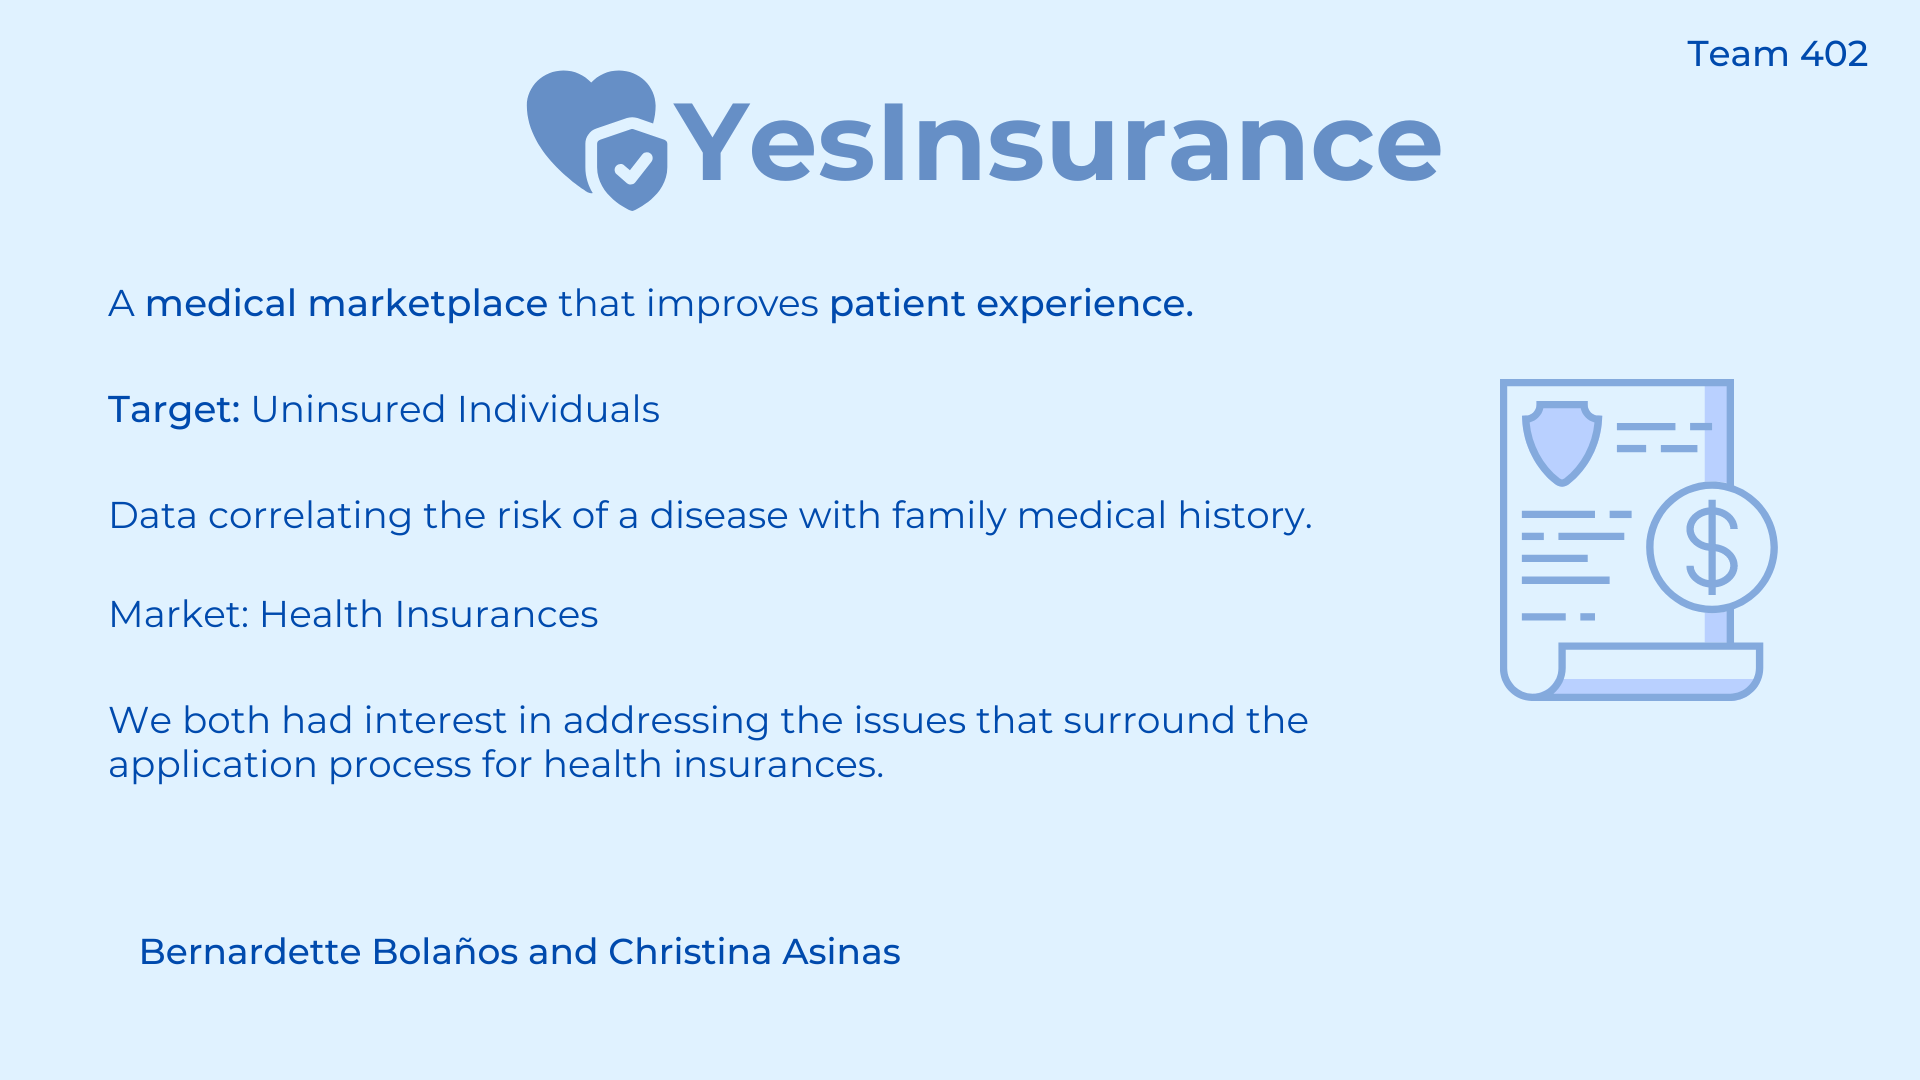 Team 402
YesInsurance
A medical marketplace that improves patient experience.
Target: Uninsured Individuals
Data correlating the risk of a disease with family medical history.
Market: Health Insurances
We both had interest in addressing the issues that surround the
application process for health insurances.
$
Bernardette Bolaños and Christina Asinas